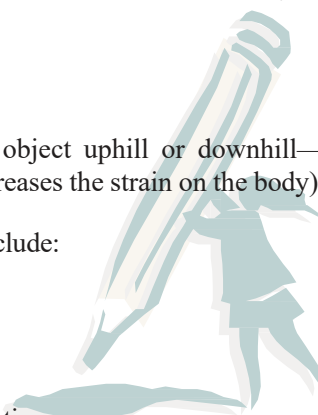 object uphill or downhill—
reases the strain on the body)
clude: